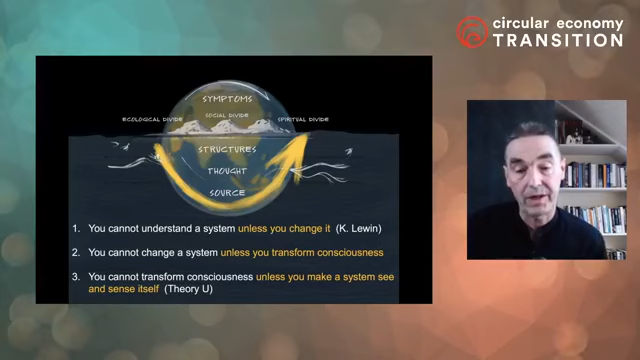 circular economy
TRANSITION
SYMPTOMS
ECOLOGICAL DIVIDE
SOCIAL DIVIDE
SPIRITUAL DIVIDE
STRUCTURES
THOUGHT
SOURCE
1. You cannot understand a system unless you change it (K. Lewin)
2. You cannot change a system unless you transform consciousness
3. You cannot transform consciousness unless you make a system see
and sense itself (Theory U)